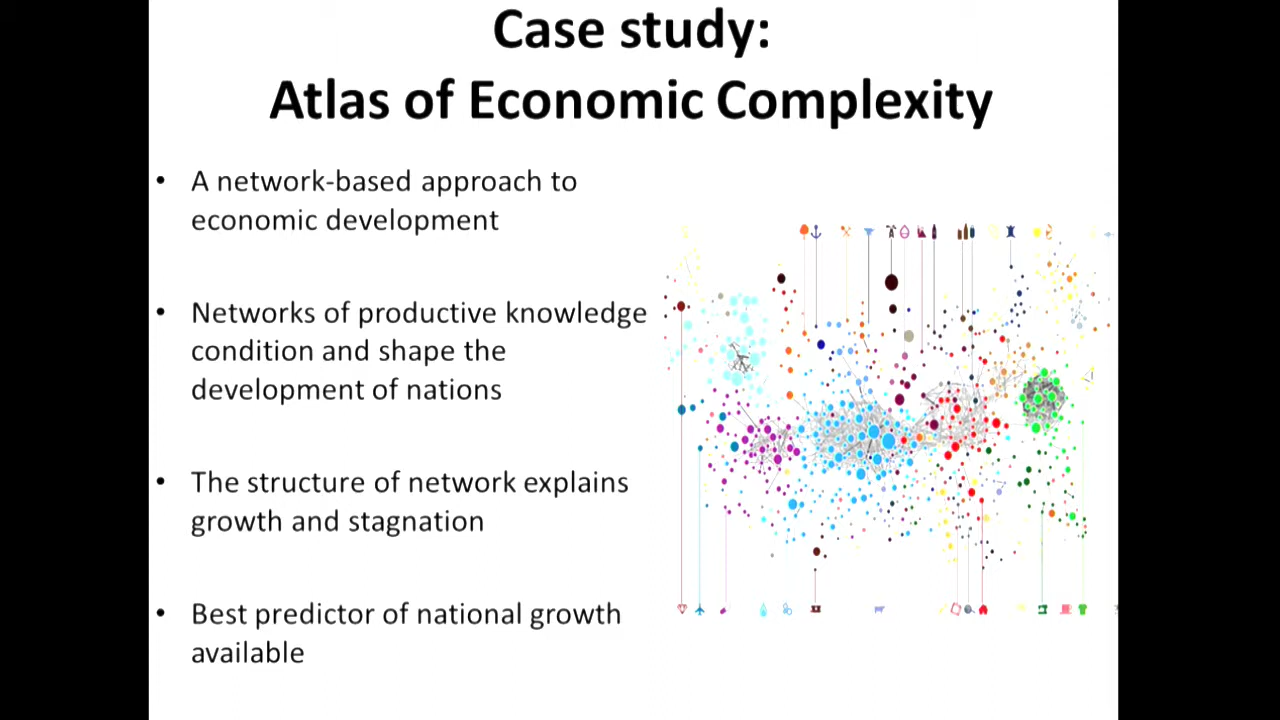 Case study:
Atlas of Economic Complexity
• A network-based approach to
economic development
• Networks of productive knowledge
condition and shape the
development of nations
• The structure of network explains
growth and stagnation
• Best predictor of national growth
available